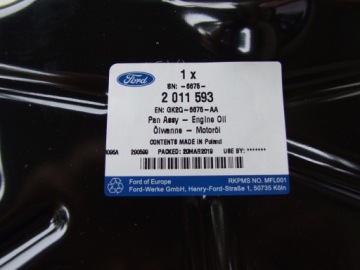 Ford
1 x
SN: -6675-
2 011 593
EN: GK2Q-6675-AA
Pan Assy - Engine Oil
Ölwanne - Motoröl
CONTENTS MADE IN Poland
290599 PACKED: 20MAR2019 USE BY: *******
Ford of Europe RKPMS NO. MFL001
Ford-Werke GmbH, Henry-Ford-Straße 1, 50735 Köln